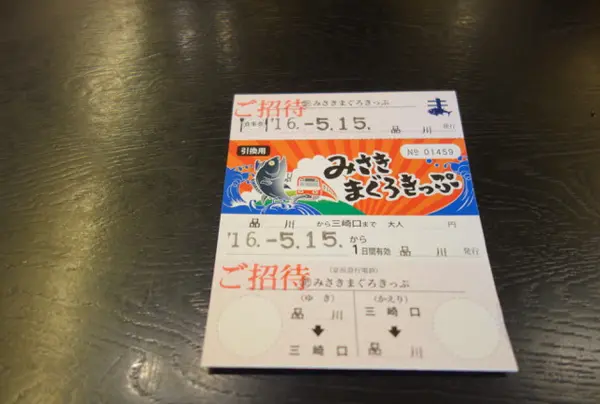 ご招待 みさきまぐろきっぷ
'16.-5.15. 品川 発行
引換用
No 01459
みさき
まぐろきっぷ
品川 から三崎口まで 大人 円
'16.-5.15. から
1日間有効 品川 発行
ご招待 みさきまぐろきっぷ
(ゆき) (かえり)
品川 三崎口
↓ ↓
三崎口 品川